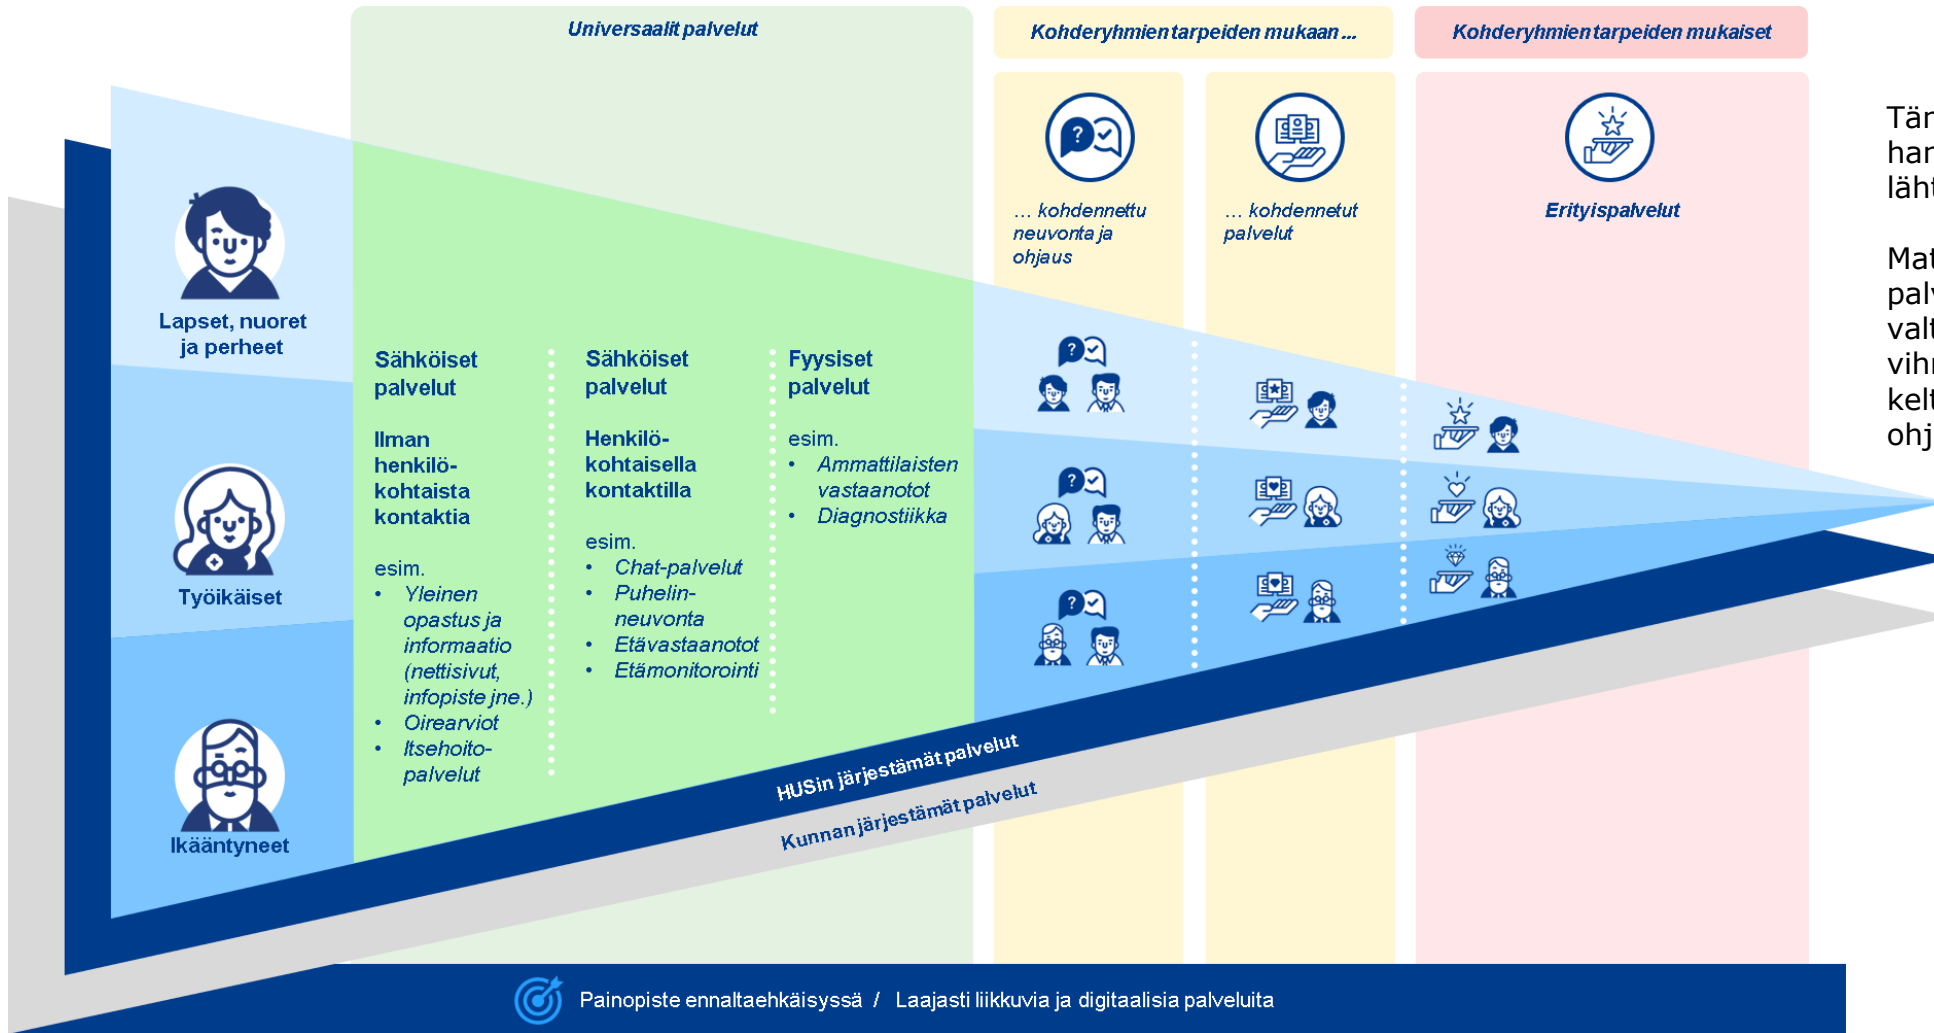 Universaalit palvelut
Kohderyhmien tarpeiden mukaan ...
Kohderyhmien tarpeiden mukaiset
... kohdennettu
neuvonta ja
ohjaus
... kohdennetut
palvelut
Erityispalvelut
Lapset, nuoret
ja perheet
Työikäiset
Ikääntyneet
Sähköiset
palvelut
Ilman
henkilö-
kohtaista
kontaktia
esim.
• Yleinen
opastus ja
informaatio
(nettisivut,
infopiste jne.)
• Oirearviot
• Itsehoito-
palvelut
Sähköiset
palvelut
Henkilö-
kohtaisella
kontaktilla
esim.
• Chat-palvelut
• Puhelin-
neuvonta
• Etävastaanotot
• Etämonitorointi
Fyysiset
palvelut
esim.
• Ammattilaisten
vastaanotot
• Diagnostiikka
HUSin järjestämät palvelut
Kunnan järjestämät palvelut
Painopiste ennaltaehkäisyssä / Laajasti liikkuvia ja digitaalisia palveluita